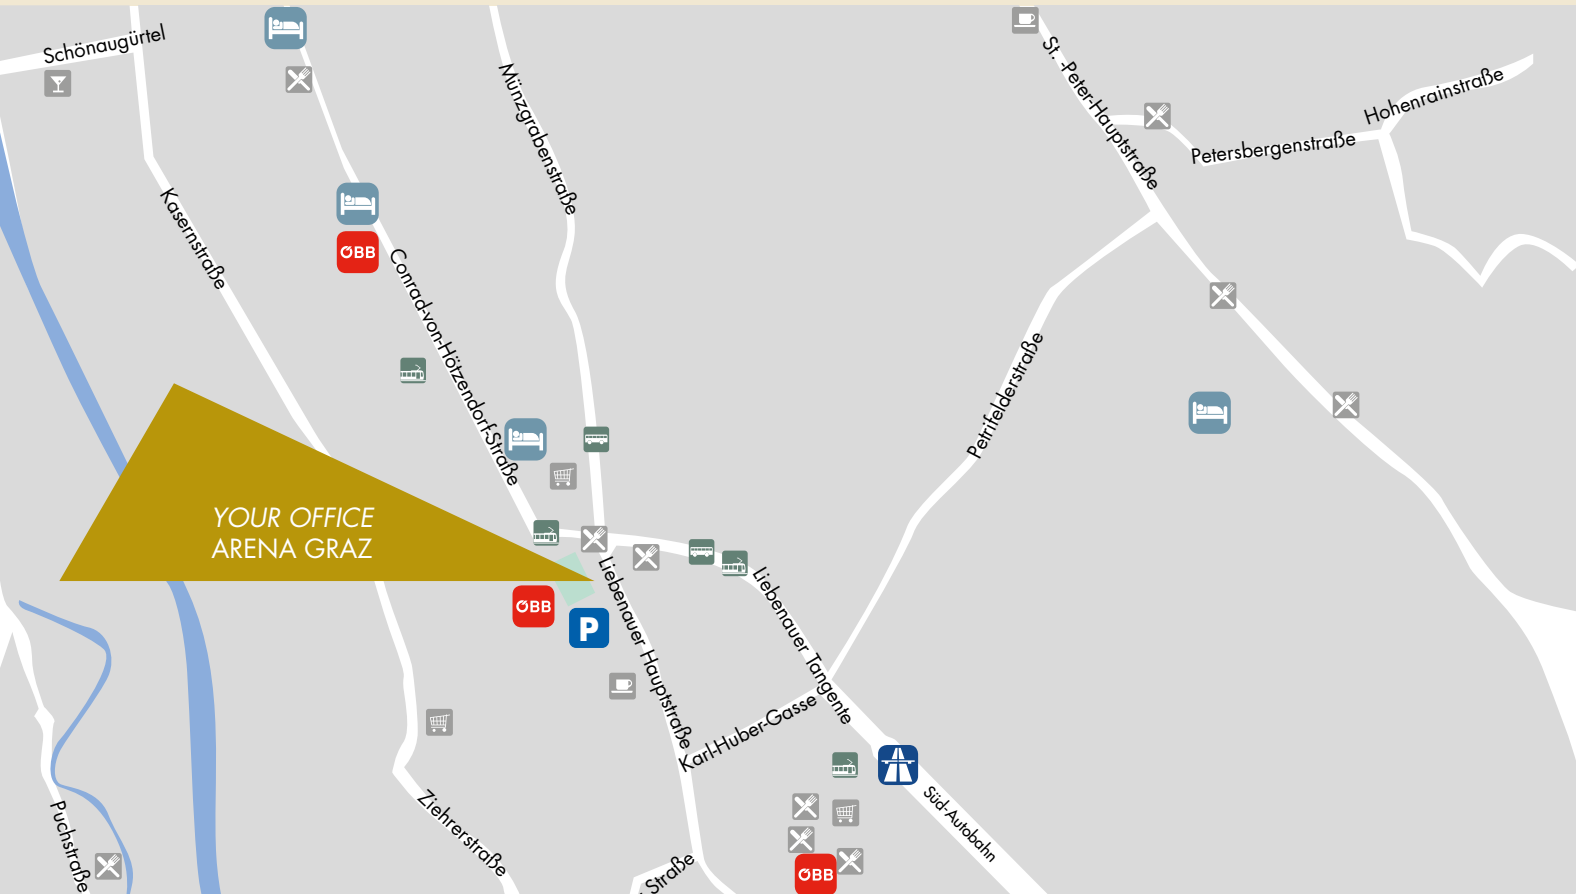 Schönaugürtel
Münzgrabenstraße
St. -Peter-Hauptstraße
Hohenrainstraße
Petersbergenstraße
Kasernstraße
ÖBB
Conrad-von-Hötzendorf-Straße
Petrifelderstraße
YOUR OFFICE
ARENA GRAZ
ÖBB
P
Liebenauer Hauptstraße
Liebenauer Tangente
Karl-Huber-Gasse
Puchstraße
Ziehrerstraße
Süd-Autobahn
Straße
ÖBB